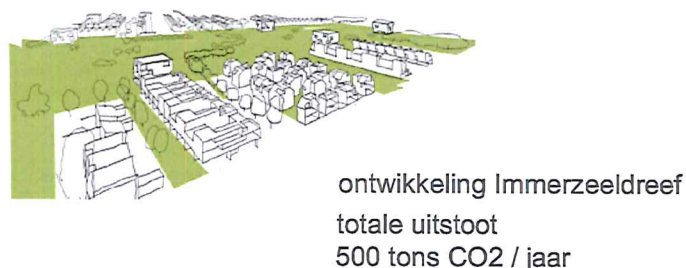 ontwikkeling Immerzeeldreef
totale uitstoot
500 tons CO2 / jaar